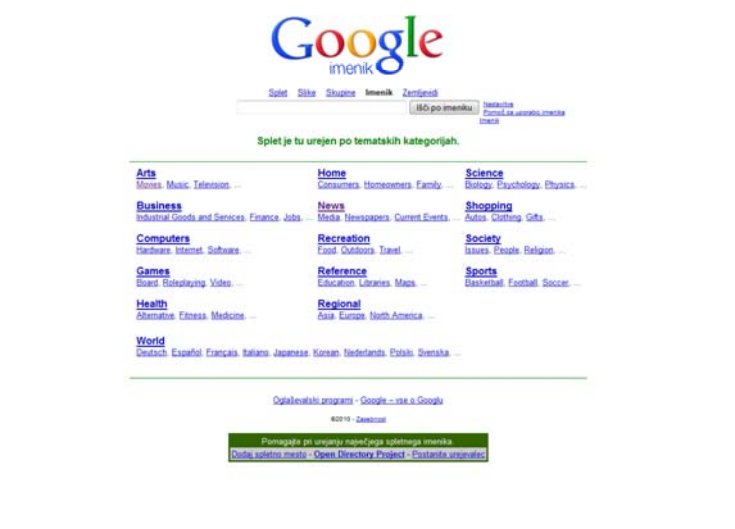 Google
imenik
Splet Slike Skupine Imenik Zemljevidi
Išči po imeniku
Nastavitve
Pomoč za uporabo imenika
Imenik
Splet je tu urejen po tematskih kategorijah.
Arts
Movies, Music, Television, ...
Home
Consumers, Homeowners, Family, ...
Science
Biology, Psychology, Physics, ...
Business
Industrial Goods and Services, Finance, Jobs, ...
News
Media, Newspapers, Current Events, ...
Shopping
Autos, Clothing, Gifts, ...
Computers
Hardware, Internet, Software, ...
Recreation
Food, Outdoors, Travel, ...
Society
Issues, People, Religion, ...
Games
Board, Roleplaying, Video, ...
Reference
Education, Libraries, Maps, ...
Sports
Basketball, Football, Soccer, ...
Health
Alternative, Fitness, Medicine, ...
Regional
Asia, Europe, North America, ...
World
Deutsch, Español, Français, Italiano, Japanese, Korean, Nederlands, Polski, Svenska, ...
Oglaševalski programi - Google – vse o Googlu
©2010 - Zasebnost
Pomagajte pri urejanju največjega spletnega imenika.
Dodaj spletno mesto - Open Directory Project - Postanite urejevalec